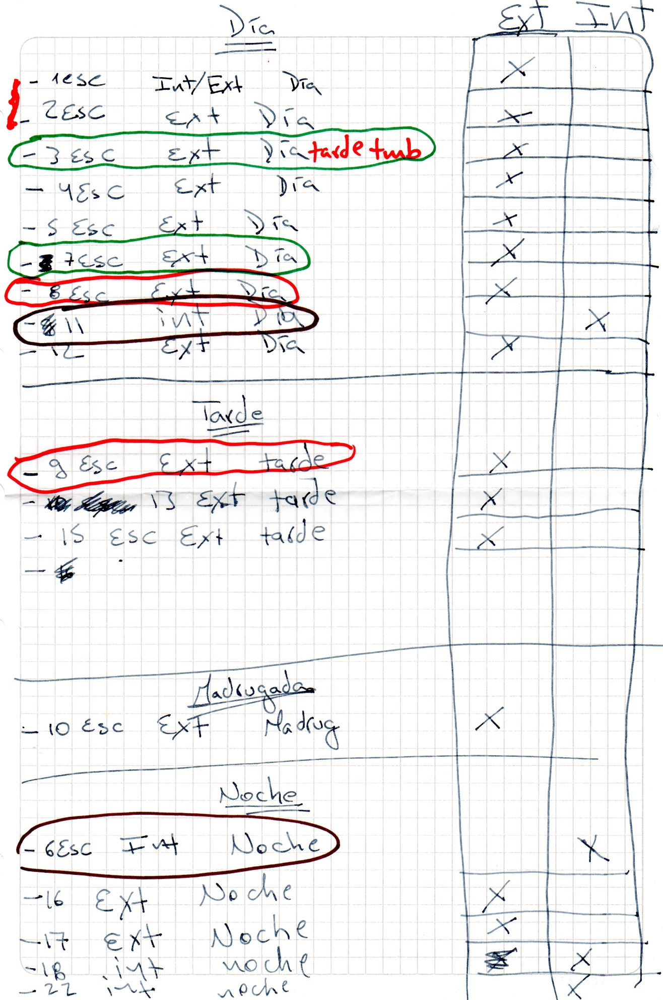 Día
Ext Int
- 1esc Int/Ext Día X
- 2Esc Ext Día X
- 3 Esc Ext Día tarde tmb X
- 4Esc Ext Día X
- 5 Esc Ext Día X
- 7Esc Ext Día X
- 8 Esc Ext Día X
- 11 int Día X
- 12 Ext Día X
Tarde
- 9 Esc Ext tarde X
- 13 Ext tarde X
- 15 Esc Ext tarde X
-
Madrugada
- 10 Esc Ext Madrug X
Noche
- 6Esc Int Noche X
- 16 Ext Noche X
- 17 Ext Noche X
- 18 int noche X
- 22 int noche X